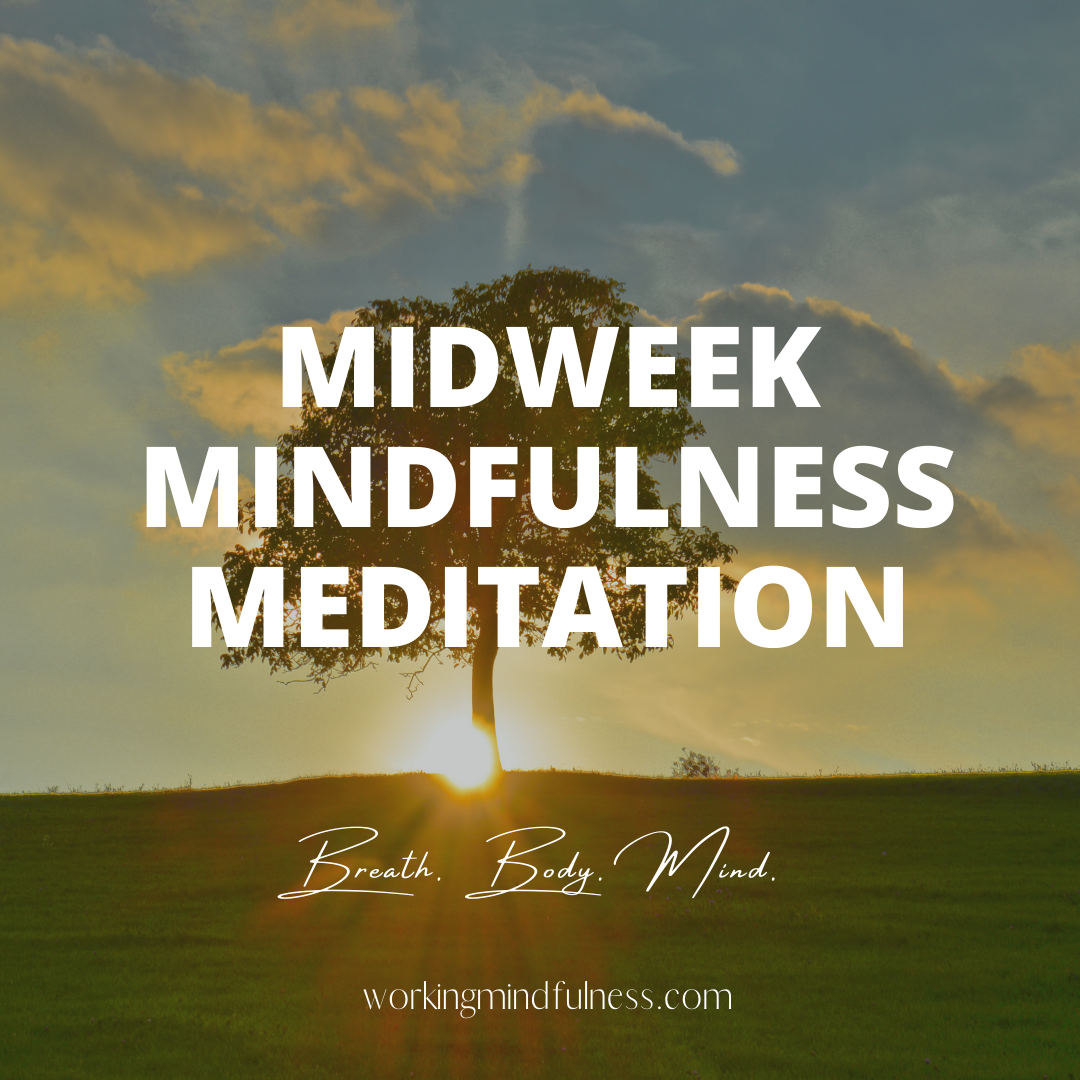 MIDWEEK
MINDFULNESS
MEDITATION
Breath. Body. Mind.
workingmindfulness.com